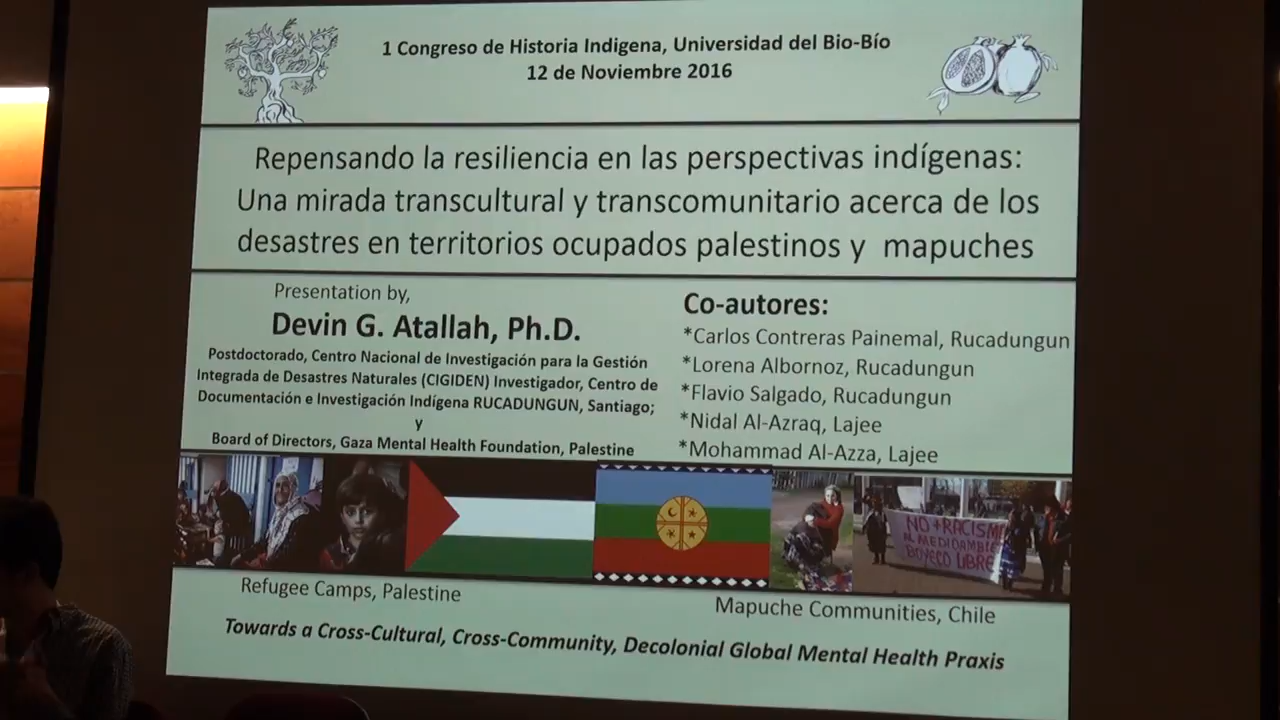 1 Congreso de Historia Indigena, Universidad del Bio-Bío
12 de Noviembre 2016
Repensando la resiliencia en las perspectivas indígenas:
Una mirada transcultural y transcomunitario acerca de los
desastres en territorios ocupados palestinos y mapuches
Presentation by,
Devin G. Atallah, Ph.D.
Postdoctorado, Centro Nacional de Investigación para la Gestión
Integrada de Desastres Naturales (CIGIDEN) Investigador, Centro de
Documentación e Investigación Indígena RUCADUNGUN, Santiago;
y
Board of Directors, Gaza Mental Health Foundation, Palestine
Co-autores:
*Carlos Contreras Painemal, Rucadungun
*Lorena Albornoz, Rucadungun
*Flavio Salgado, Rucadungun
*Nidal Al-Azraq, Lajee
*Mohammad Al-Azza, Lajee
NO +RACISMO
AL MEDIOAMBIE
BOYECO LIBRE
Refugee Camps, Palestine
Mapuche Communities, Chile
Towards a Cross-Cultural, Cross-Community, Decolonial Global Mental Health Praxis